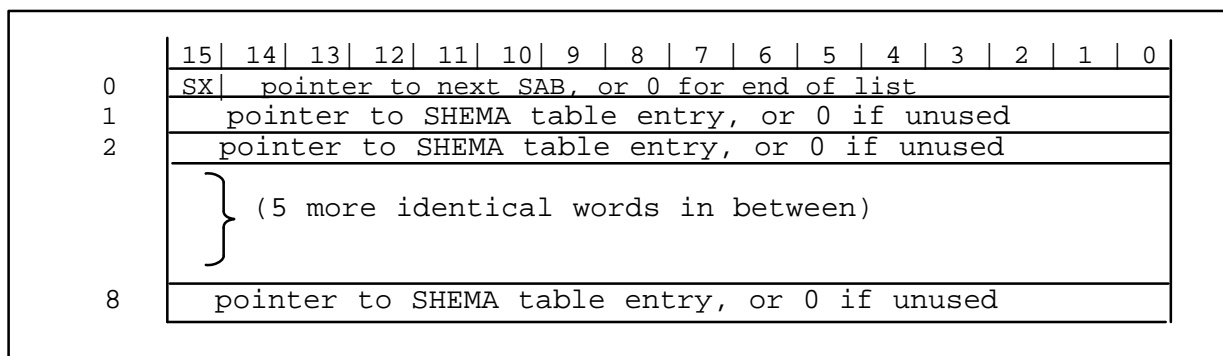 15| 14| 13| 12| 11| 10| 9 | 8 | 7 | 6 | 5 | 4 | 3 | 2 | 1 | 0
0 SX| pointer to next SAB, or 0 for end of list
1 pointer to SHEMA table entry, or 0 if unused
2 pointer to SHEMA table entry, or 0 if unused
(5 more identical words in between)
8 pointer to SHEMA table entry, or 0 if unused